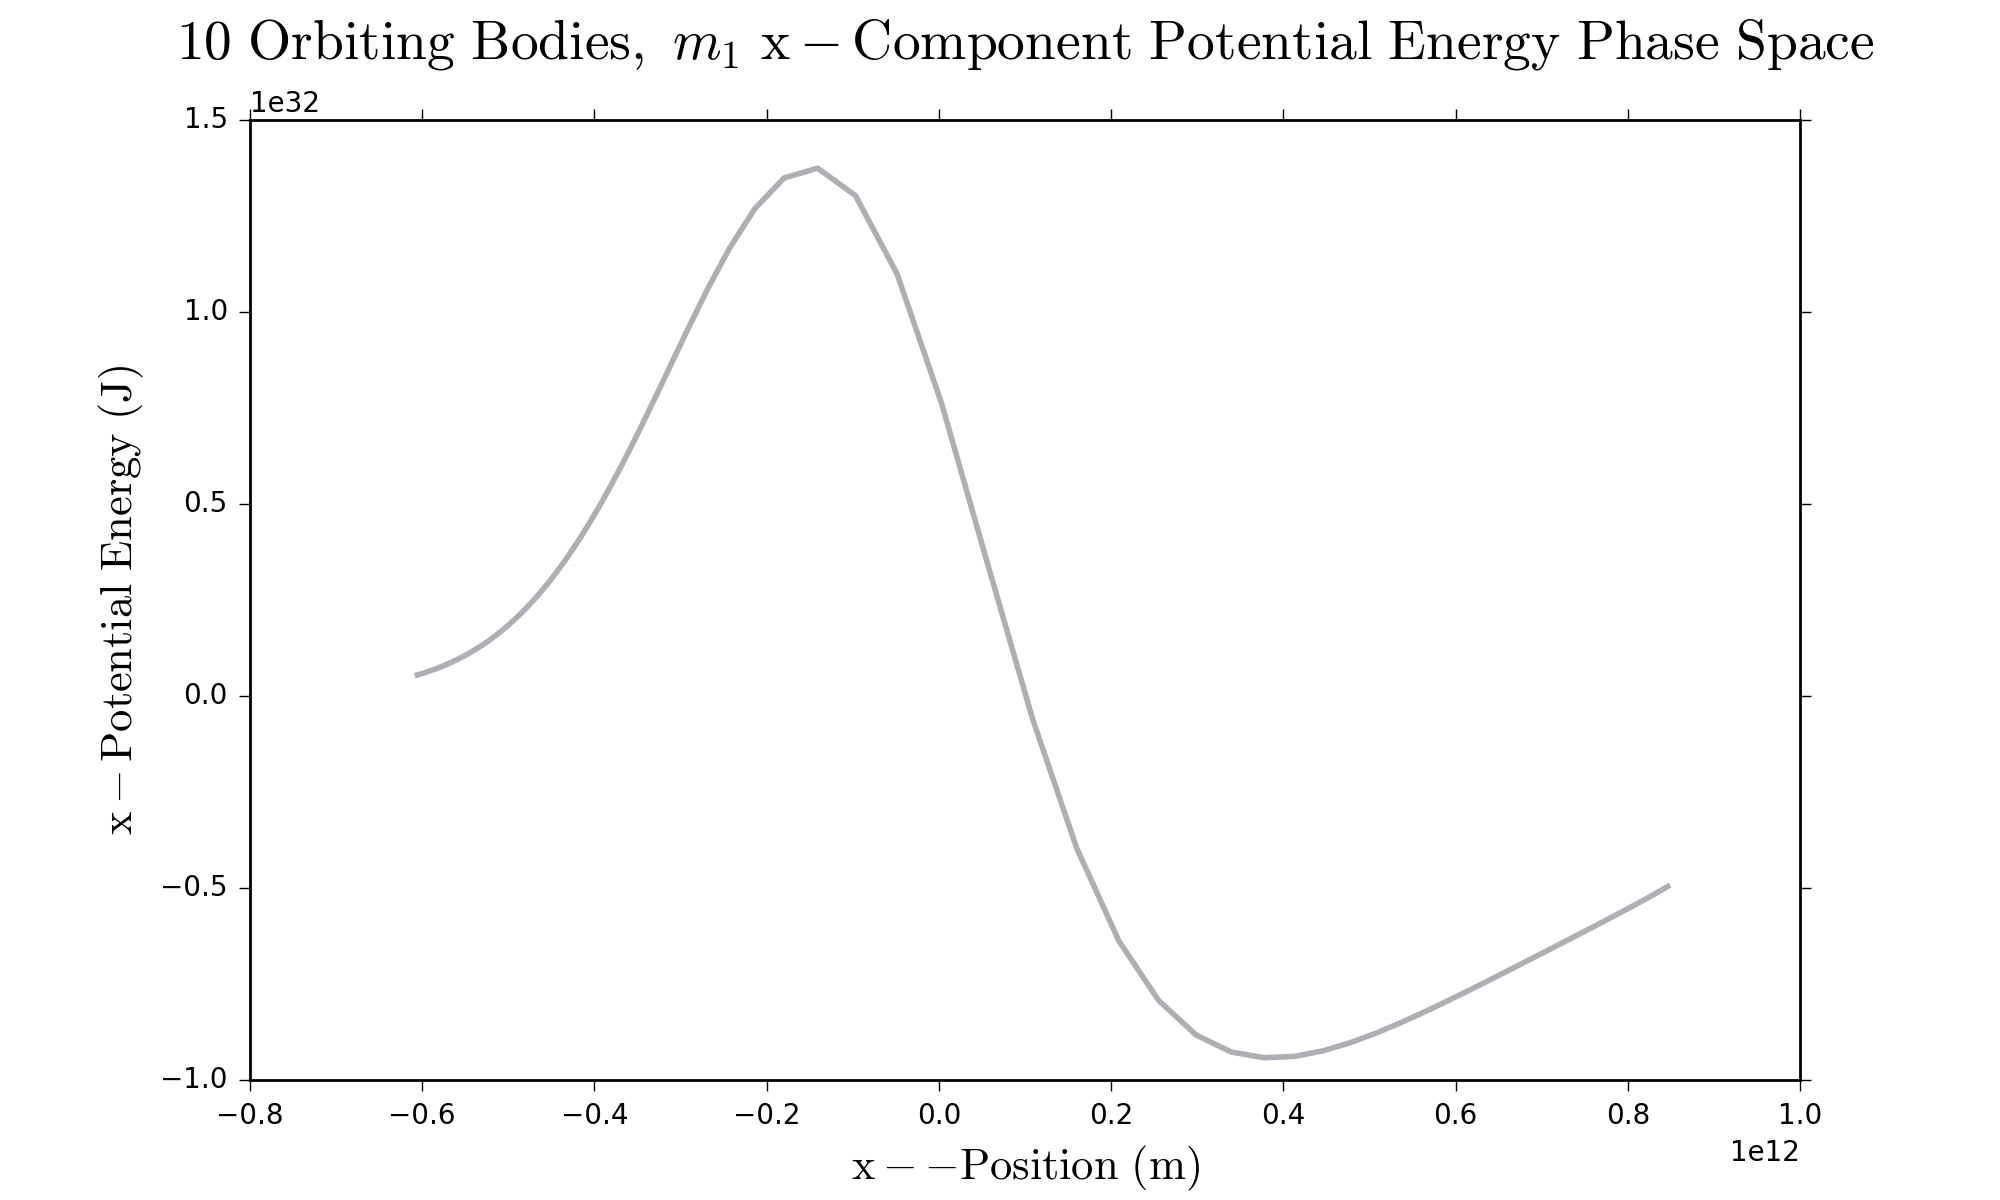 10 Orbiting Bodies, m₁ x − Component Potential Energy Phase Space
1e32
1.5
1.0
0.5
0.0
−0.5
−1.0
x − Potential Energy (J)
−0.8 −0.6 −0.4 −0.2 0.0 0.2 0.4 0.6 0.8 1.0
1e12
x − −Position (m)